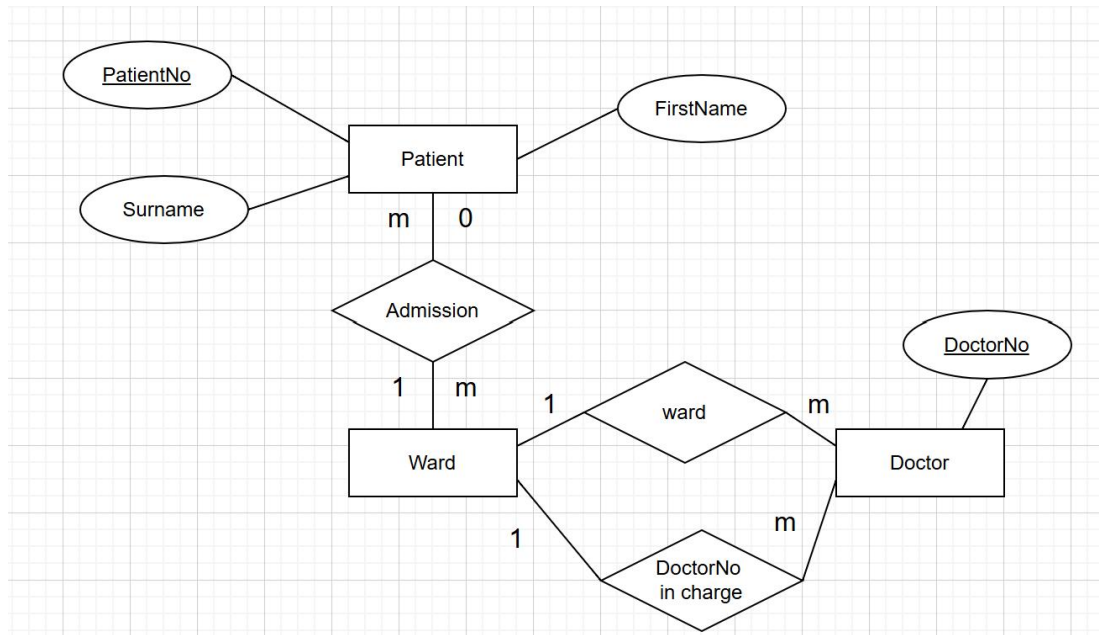 PatientNo
FirstName
Patient
Surname
m 0
Admission
1 m
1
ward
m
DoctorNo
Ward
Doctor
1
m
DoctorNo
in charge